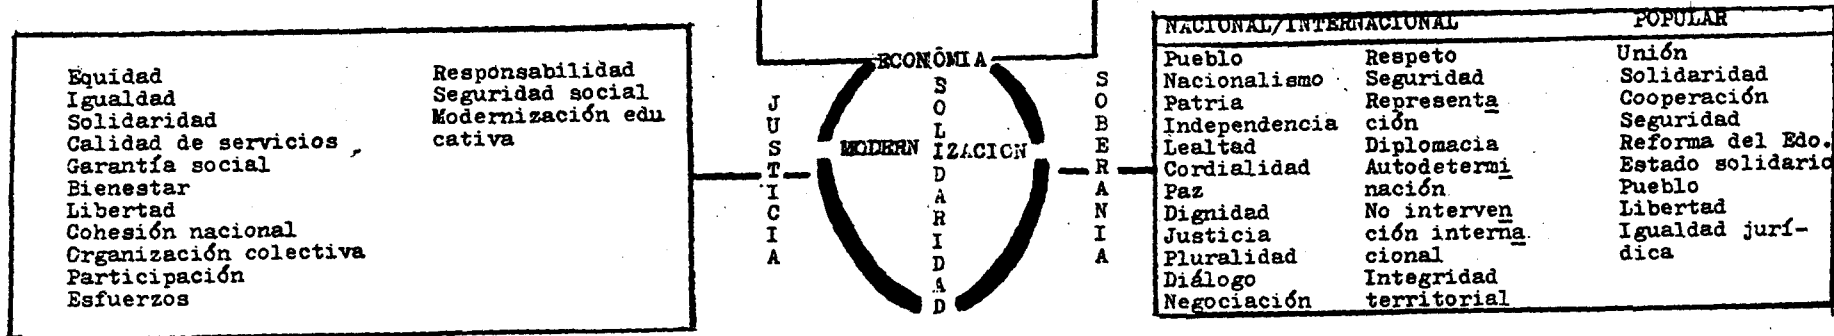 Equidad
Igualdad
Solidaridad
Calidad de servicios
Garantía social
Bienestar
Libertad
Cohesión nacional
Organización colectiva
Participación
Esfuerzos
Responsabilidad
Seguridad social
Modernización edu
cativa
JUSTICIA
ECONOMIA
MODERNIZACION
SOLIDARIDAD
SOBERANIA
NACIONAL/INTERNACIONAL
Pueblo
Nacionalismo
Patria
Independencia
Lealtad
Cordialidad
Paz
Dignidad
Justicia
Pluralidad
Diálogo
Negociación
Respeto
Seguridad
Representa
ción
Diplomacia
Autodetermi
nación
No interven
ción interna
cional
Integridad
territorial
POPULAR
Unión
Solidaridad
Cooperación
Seguridad
Reforma del Edo.
Estado solidario
Pueblo
Libertad
Igualdad jurí-
dica